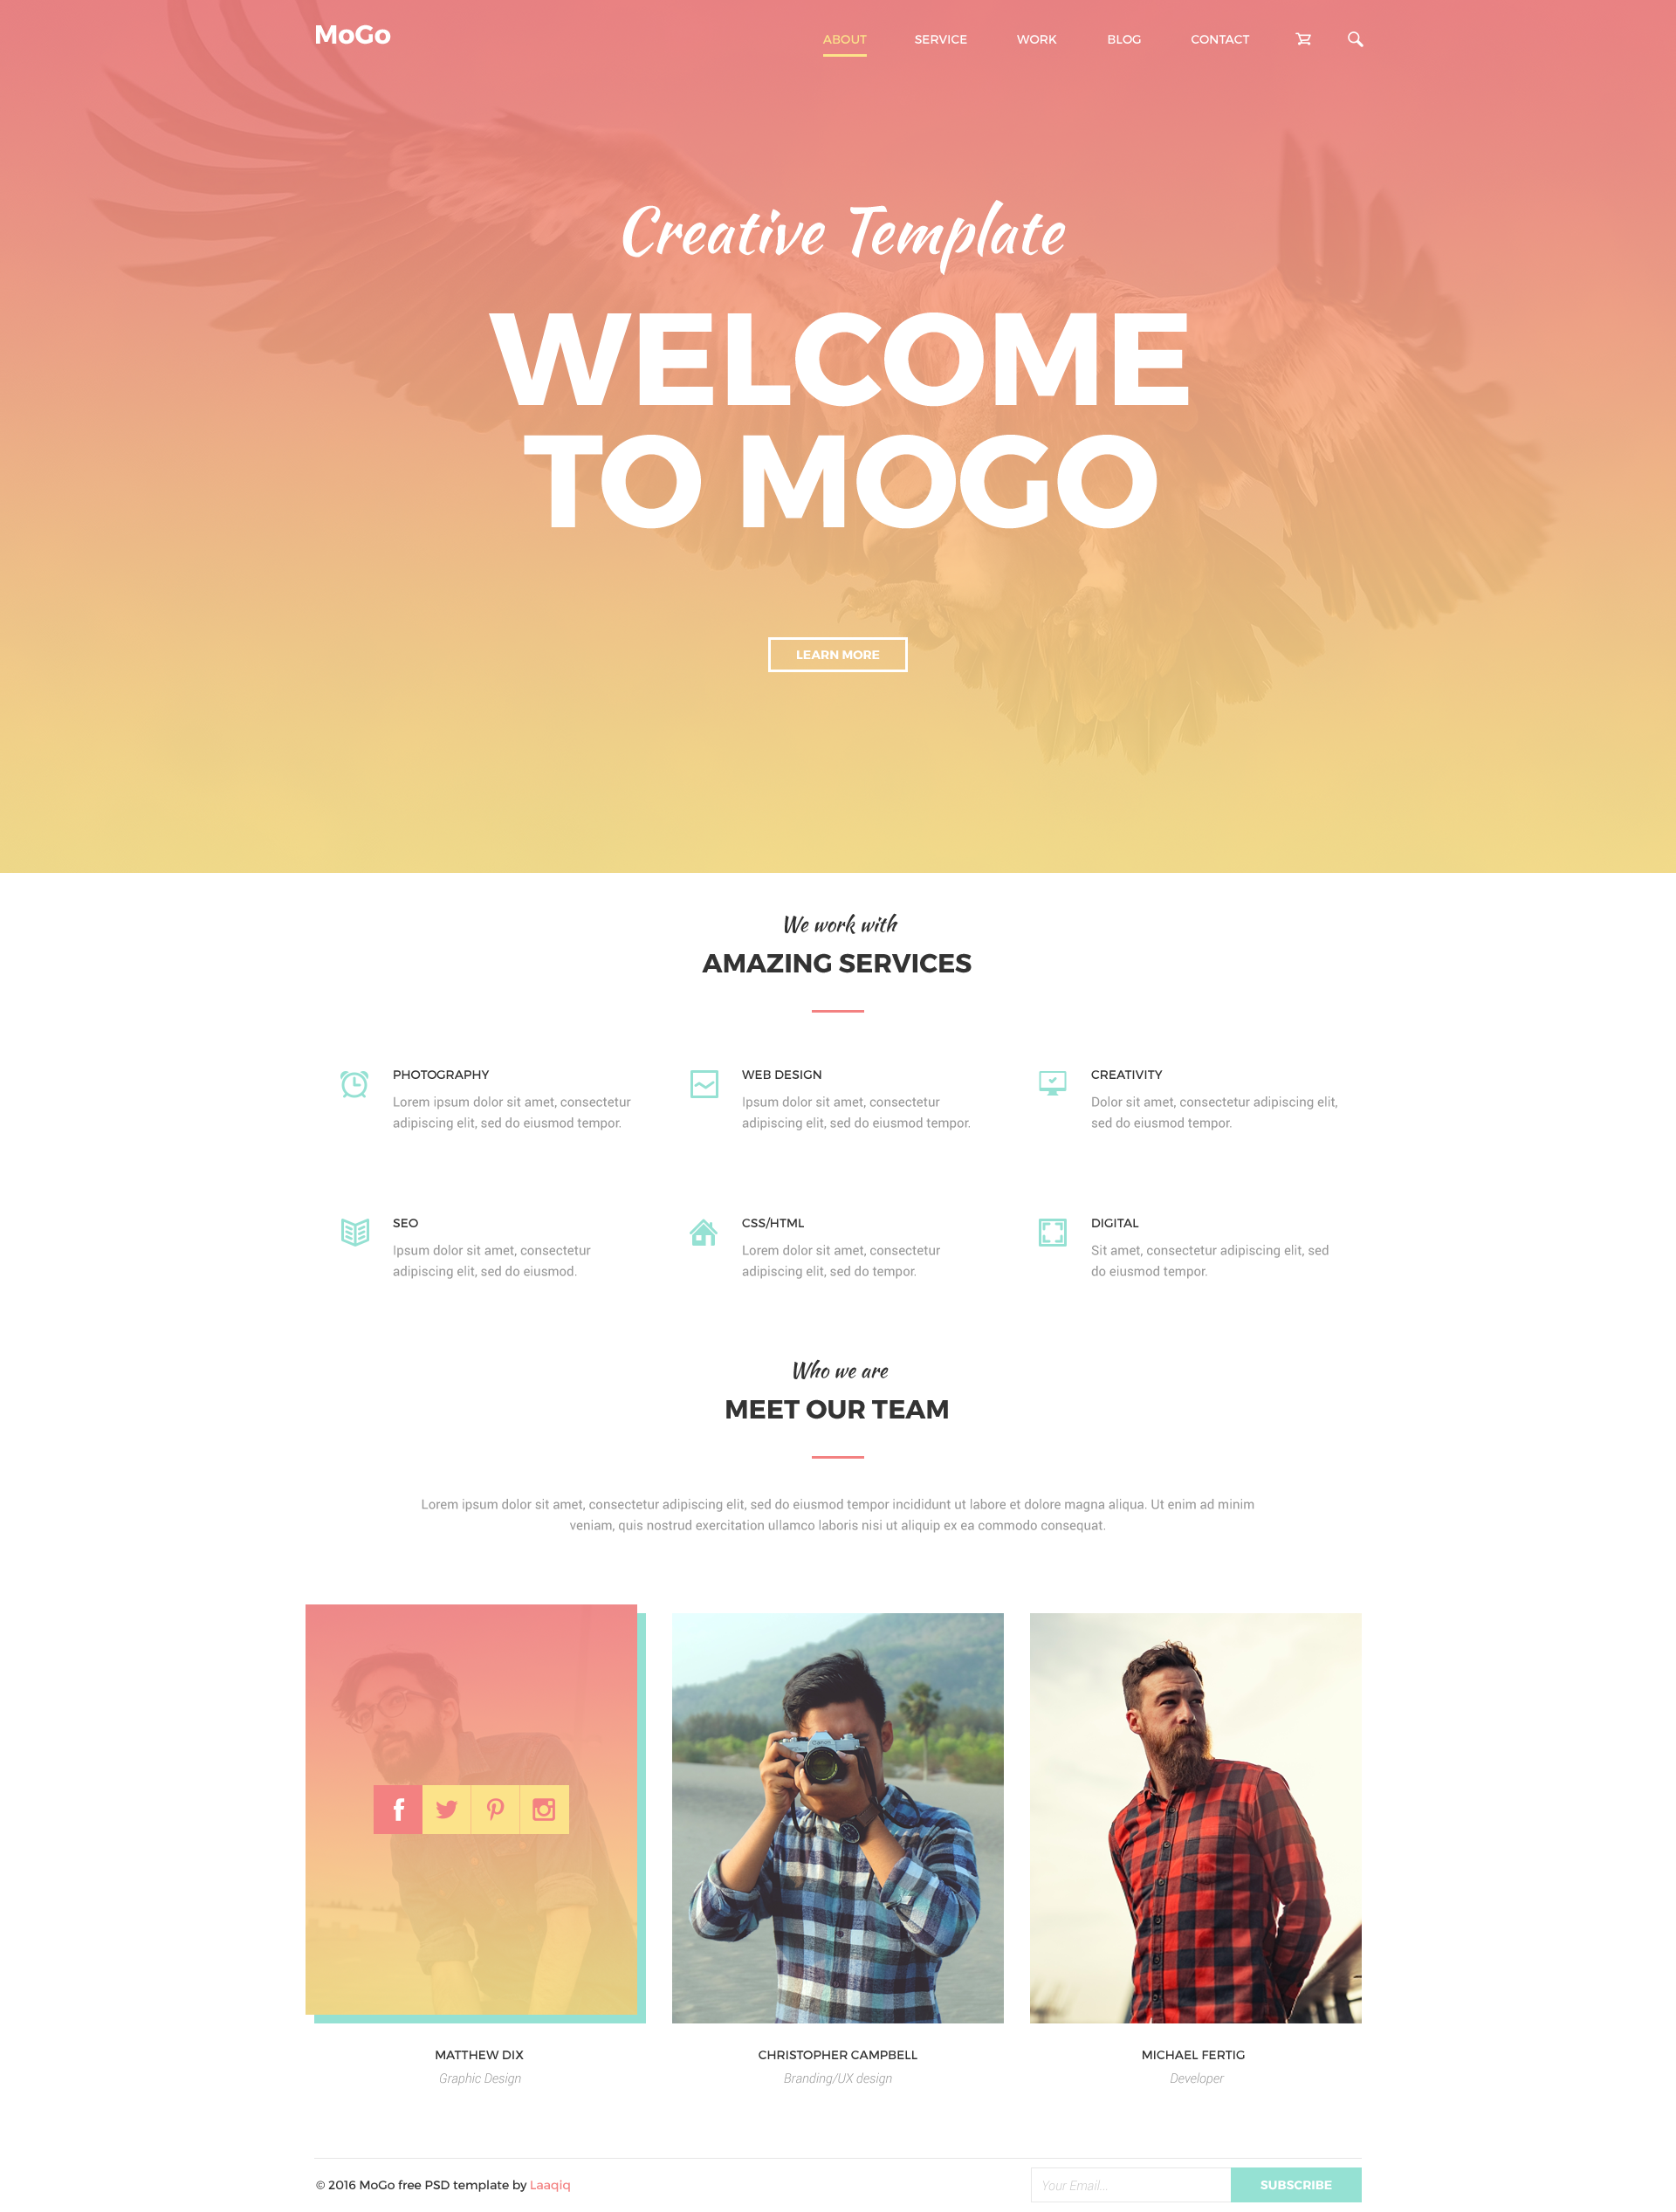 MoGo
ABOUT SERVICE WORK BLOG CONTACT
Creative Template
WELCOME
TO MOGO
LEARN MORE
We work with
AMAZING SERVICES
PHOTOGRAPHY
Lorem ipsum dolor sit amet, consectetur
adipiscing elit, sed do eiusmod tempor.
WEB DESIGN
Ipsum dolor sit amet, consectetur
adipiscing elit, sed do eiusmod tempor.
CREATIVITY
Dolor sit amet, consectetur adipiscing elit,
sed do eiusmod tempor.
SEO
Ipsum dolor sit amet, consectetur
adipiscing elit, sed do eiusmod.
CSS/HTML
Lorem dolor sit amet, consectetur
adipiscing elit, sed do tempor.
DIGITAL
Sit amet, consectetur adipiscing elit, sed
do eiusmod tempor.
Who we are
MEET OUR TEAM
Lorem ipsum dolor sit amet, consectetur adipiscing elit, sed do eiusmod tempor incididunt ut labore et dolore magna aliqua. Ut enim ad minim
veniam, quis nostrud exercitation ullamco laboris nisi ut aliquip ex ea commodo consequat.
Canon
MATTHEW DIX
Graphic Design
CHRISTOPHER CAMPBELL
Branding/UX design
MICHAEL FERTIG
Developer
© 2016 MoGo free PSD template by Laaqiq
Your Email...
SUBSCRIBE